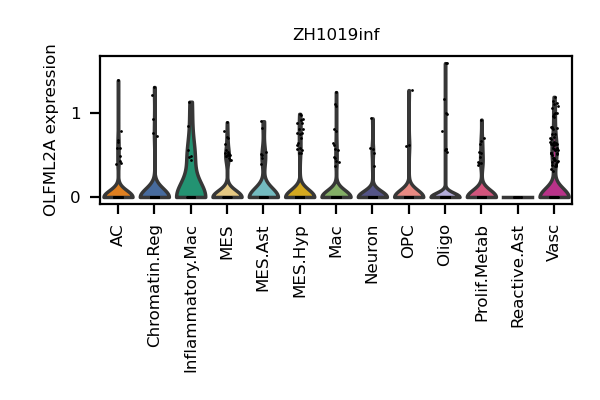 ZH1019inf
OLFML2A expression
1
0
AC
Chromatin.Reg
Inflammatory.Mac
MES
MES.Ast
MES.Hyp
Mac
Neuron
OPC
Oligo
Prolif.Metab
Reactive.Ast
Vasc